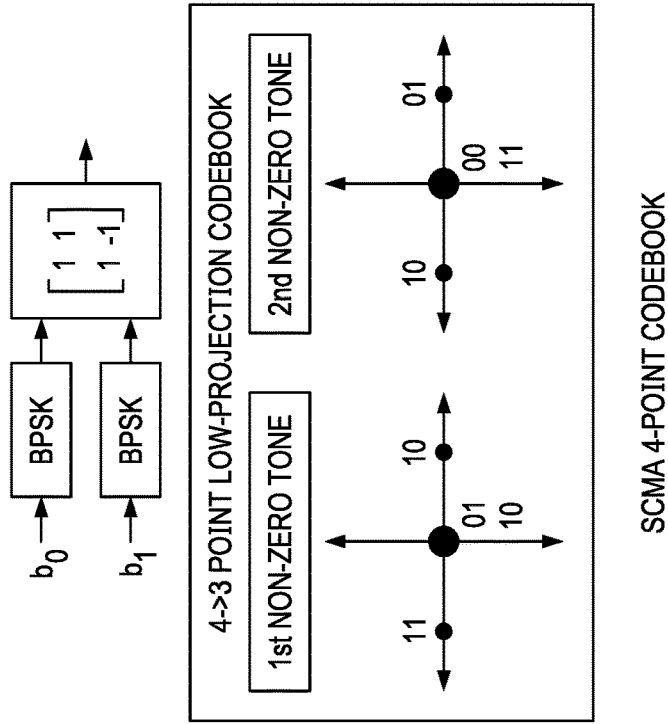 b0
BPSK
b1
BPSK
1 1
1 -1
4->3 POINT LOW-PROJECTION CODEBOOK
1st NON-ZERO TONE
11
10
01
10
2nd NON-ZERO TONE
10
01
00
11
SCMA 4-POINT CODEBOOK